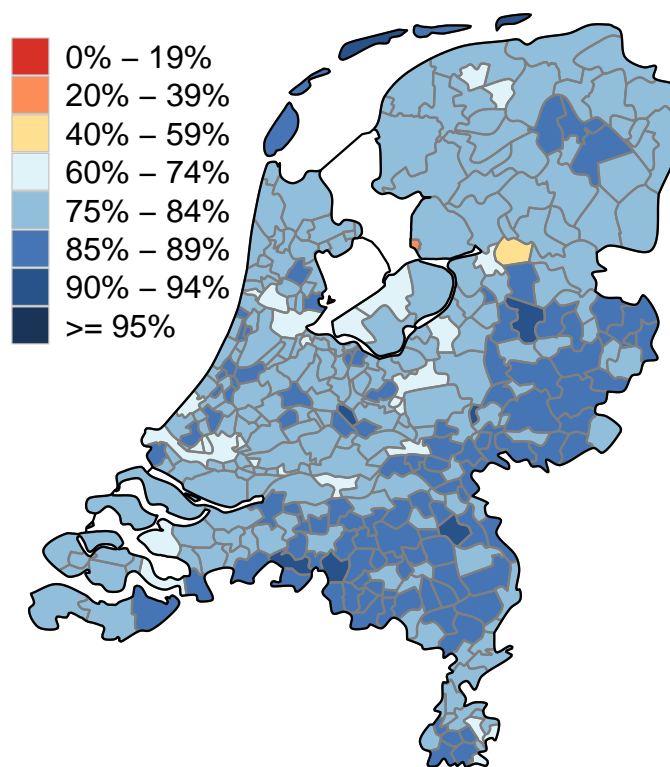 0% – 19%
20% – 39%
40% – 59%
60% – 74%
75% – 84%
85% – 89%
90% – 94%
>= 95%